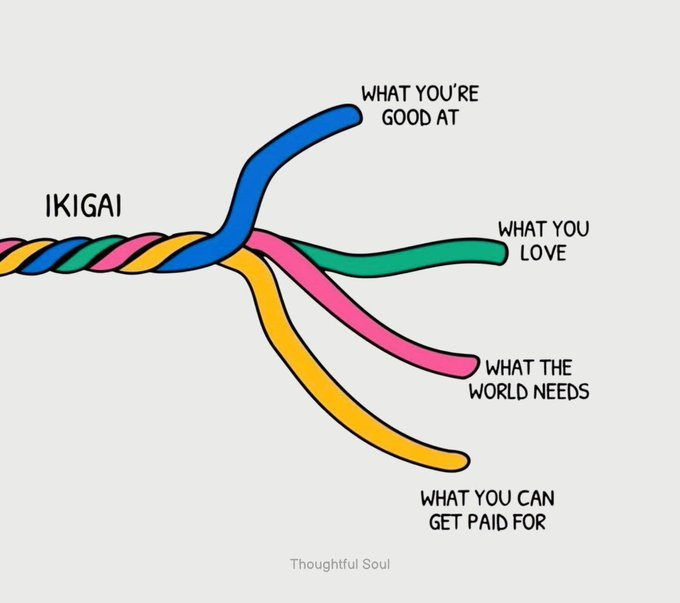 WHAT YOU'RE
GOOD AT
IKIGAI
WHAT YOU
LOVE
WHAT THE
WORLD NEEDS
WHAT YOU CAN
GET PAID FOR
Thoughtful Soul